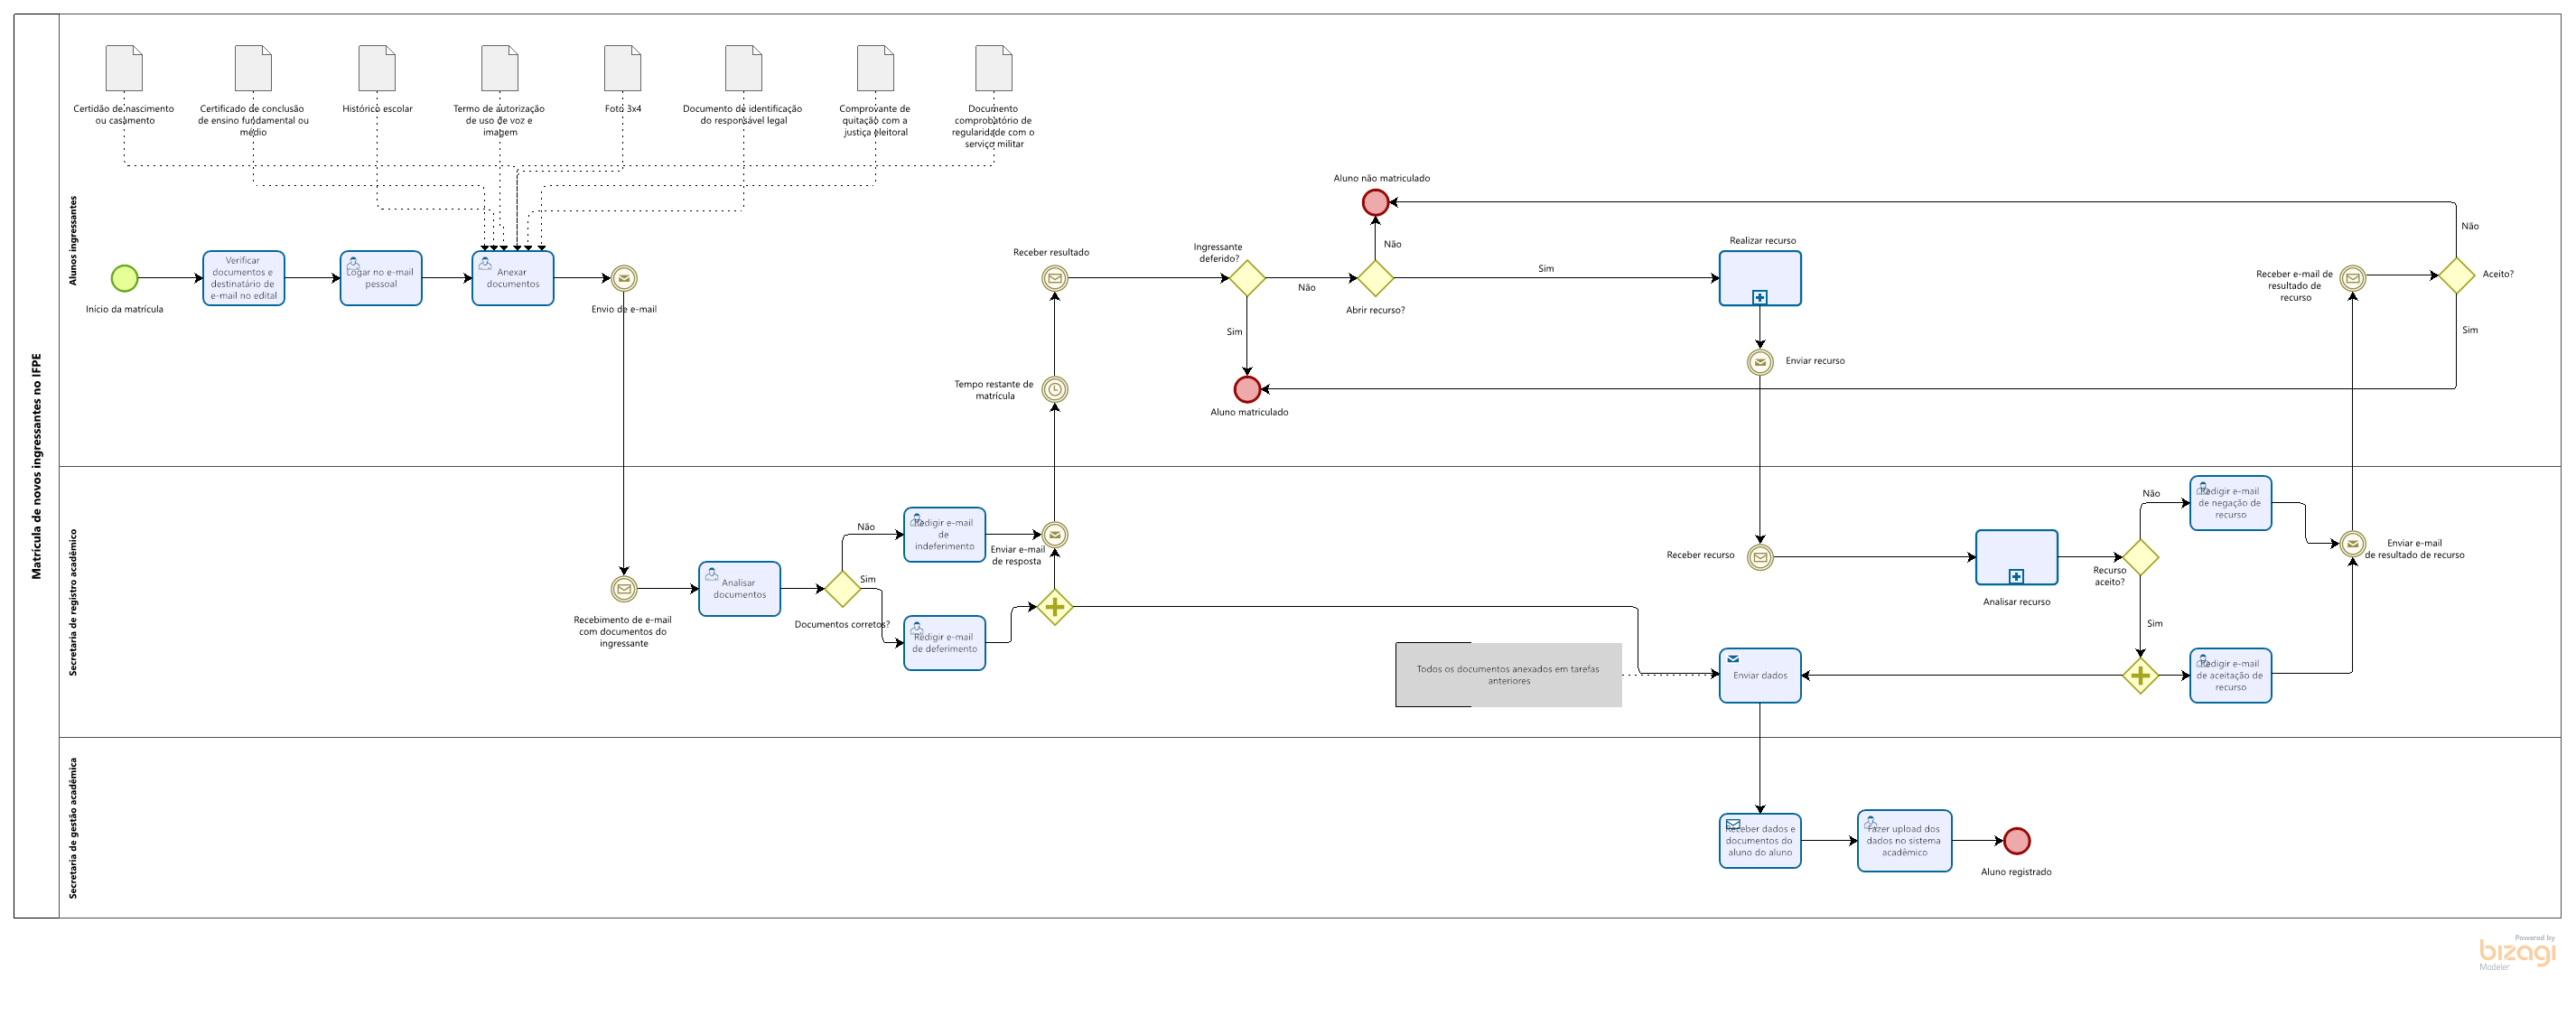 Matrícula de novos ingressantes no IFPE
Alunos ingressantes
Certidão de nascimento
ou casamento
Certificado de conclusão
de ensino fundamental ou
médio
Histórico escolar
Termo de autorização
de uso de voz e
imagem
Foto 3x4
Documento de identificação
do responsável legal
Comprovante de
quitação com a
justiça eleitoral
Documento
comprobatório de
regularidade com o
serviço militar
Início da matrícula
Verificar
documentos e
destinatário de
e-mail no edital
Logar no e-mail
pessoal
Anexar
documentos
Envio de e-mail
Receber resultado
Tempo restante de
matrícula
Ingressante
deferido?
Não
Sim
Aluno matriculado
Aluno não matriculado
Não
Abrir recurso?
Sim
Realizar recurso
Enviar recurso
Receber e-mail de
resultado de
recurso
Não
Aceito?
Sim
Secretaria de registro acadêmico
Recebimento de e-mail
com documentos do
ingressante
Analisar
documentos
Documentos corretos?
Não
Sim
Redigir e-mail
de
indeferimento
Redigir e-mail
de deferimento
Enviar e-mail
de resposta
Todos os documentos anexados em tarefas
anteriores
Receber recurso
Enviar dados
Analisar recurso
Recurso
aceito?
Não
Sim
Redigir e-mail
de negação de
recurso
Redigir e-mail
de aceitação de
recurso
Enviar e-mail
de resultado de recurso
Secretaria de gestão acadêmica
Receber dados e
documentos do
aluno do aluno
Fazer upload dos
dados no sistema
acadêmico
Aluno registrado
Powered by
bizagi
Modeler